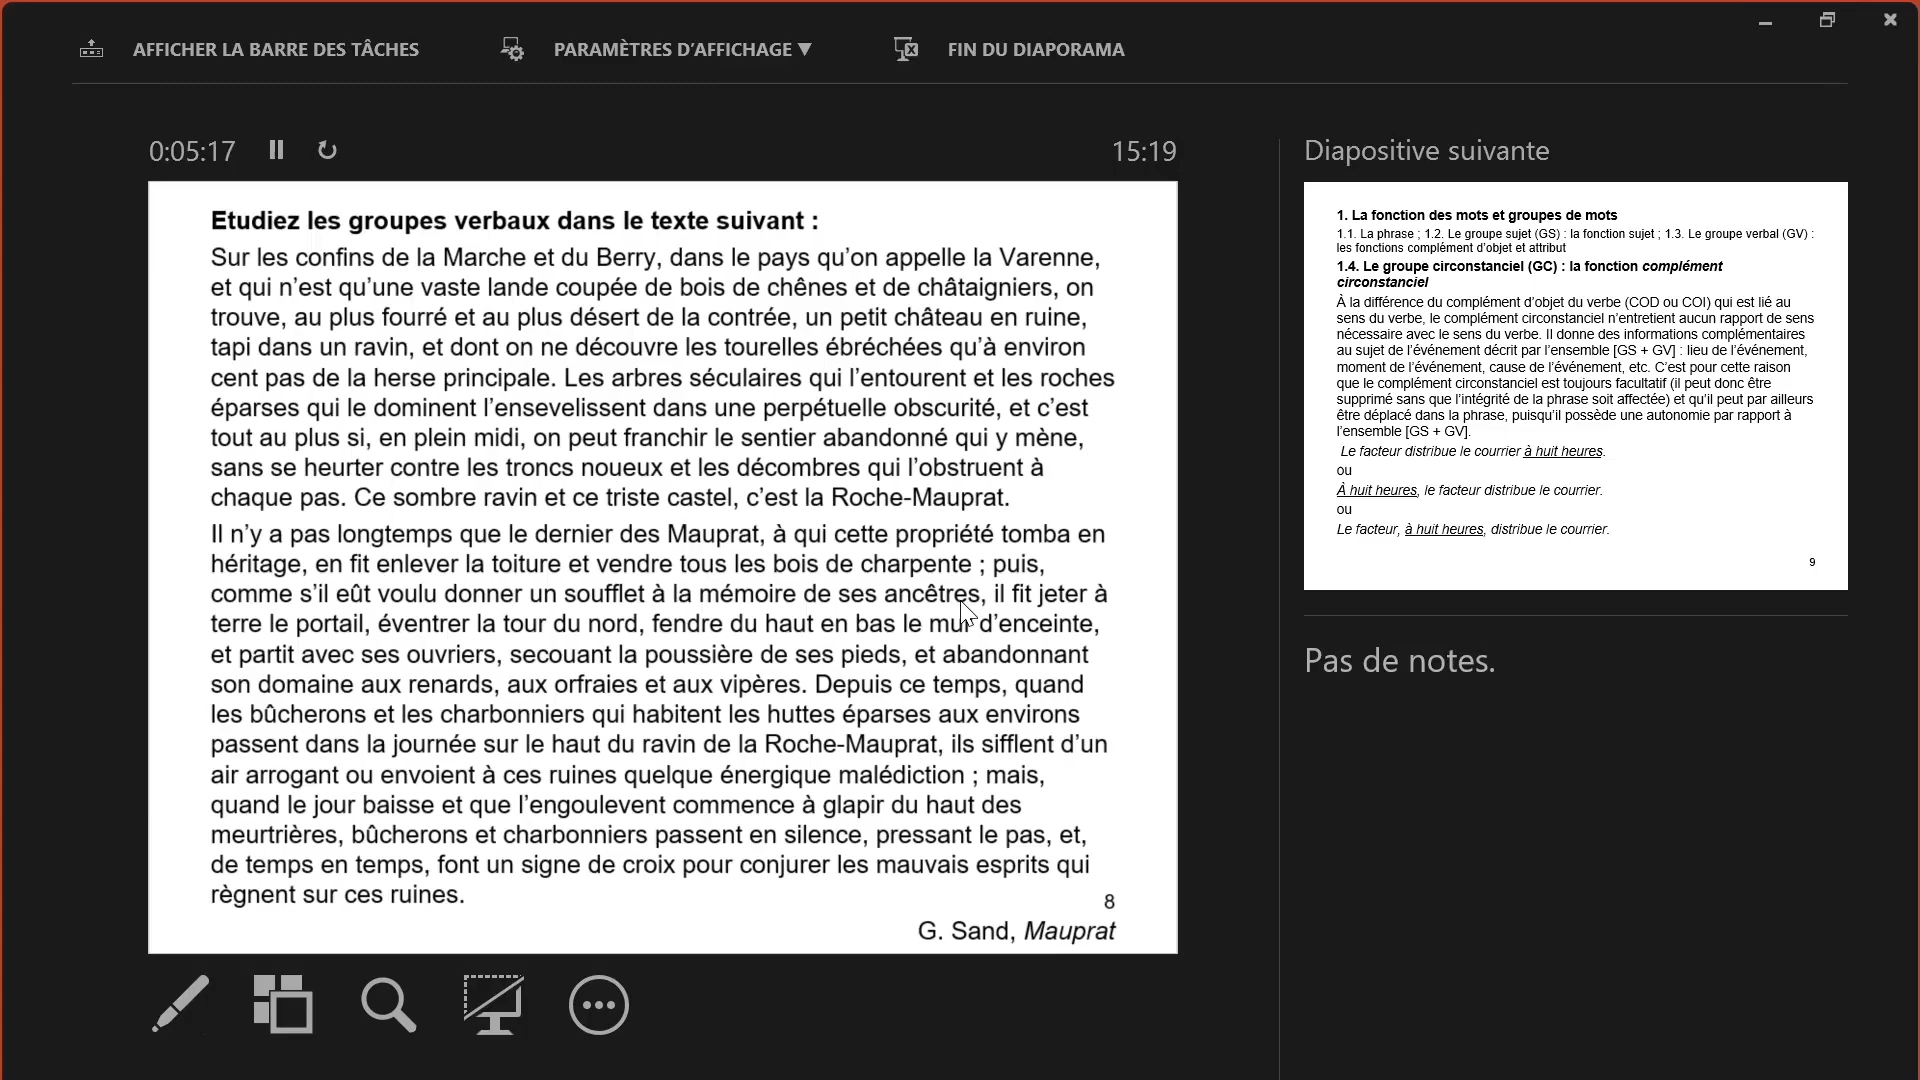 AFFICHER LA BARRE DES TÂCHES
PARAMÈTRES D'AFFICHAGE ▼
FIN DU DIAPORAMA
0:05:17
15:19
Etudiez les groupes verbaux dans le texte suivant :
Sur les confins de la Marche et du Berry, dans le pays qu’on appelle la Varenne,
et qui n’est qu’une vaste lande coupée de bois de chênes et de châtaigniers, on
trouve, au plus fourré et au plus désert de la contrée, un petit château en ruine,
tapi dans un ravin, et dont on ne découvre les tourelles ébréchées qu’à environ
cent pas de la herse principale. Les arbres séculaires qui l’entourent et les roches
éparses qui le dominent l’ensevelissent dans une perpétuelle obscurité, et c’est
tout au plus si, en plein midi, on peut franchir le sentier abandonné qui y mène,
sans se heurter contre les troncs noueux et les décombres qui l’obstruent à
chaque pas. Ce sombre ravin et ce triste castel, c’est la Roche-Mauprat.
Il n’y a pas longtemps que le dernier des Mauprat, à qui cette propriété tomba en
héritage, en fit enlever la toiture et vendre tous les bois de charpente ; puis,
comme s’il eût voulu donner un soufflet à la mémoire de ses ancêtres, il fit jeter à
terre le portail, éventrer la tour du nord, fendre du haut en bas le mur d’enceinte,
et partit avec ses ouvriers, secouant la poussière de ses pieds, et abandonnant
son domaine aux renards, aux orfraies et aux vipères. Depuis ce temps, quand
les bûcherons et les charbonniers qui habitent les huttes éparses aux environs
passent dans la journée sur le haut du ravin de la Roche-Mauprat, ils sifflent d’un
air arrogant ou envoient à ces ruines quelque énergique malédiction ; mais,
quand le jour baisse et que l’engoulevent commence à glapir du haut des
meurtrières, bûcherons et charbonniers passent en silence, pressant le pas, et,
de temps en temps, font un signe de croix pour conjurer les mauvais esprits qui
règnent sur ces ruines.
8
G. Sand, Mauprat
Diapositive suivante
1. La fonction des mots et groupes de mots
1.1. La phrase ; 1.2. Le groupe sujet (GS) : la fonction sujet ; 1.3. Le groupe verbal (GV) :
les fonctions complément d’objet et attribut
1.4. Le groupe circonstanciel (GC) : la fonction complément
circonstanciel
À la différence du complément d’objet du verbe (COD ou COI) qui est lié au
sens du verbe, le complément circonstanciel n’entretient aucun rapport de sens
nécessaire avec le sens du verbe. Il donne des informations complémentaires
au sujet de l’événement décrit par l’ensemble [GS + GV] : lieu de l’événement,
moment de l’événement, cause de l’événement, etc. C’est pour cette raison
que le complément circonstanciel est toujours facultatif (il peut donc être
supprimé sans que l’intégrité de la phrase soit affectée) et qu’il peut par ailleurs
être déplacé dans la phrase, puisqu’il possède une autonomie par rapport à
l’ensemble [GS + GV].
Le facteur distribue le courrier à huit heures.
ou
À huit heures, le facteur distribue le courrier.
ou
Le facteur, à huit heures, distribue le courrier.
9
Pas de notes.